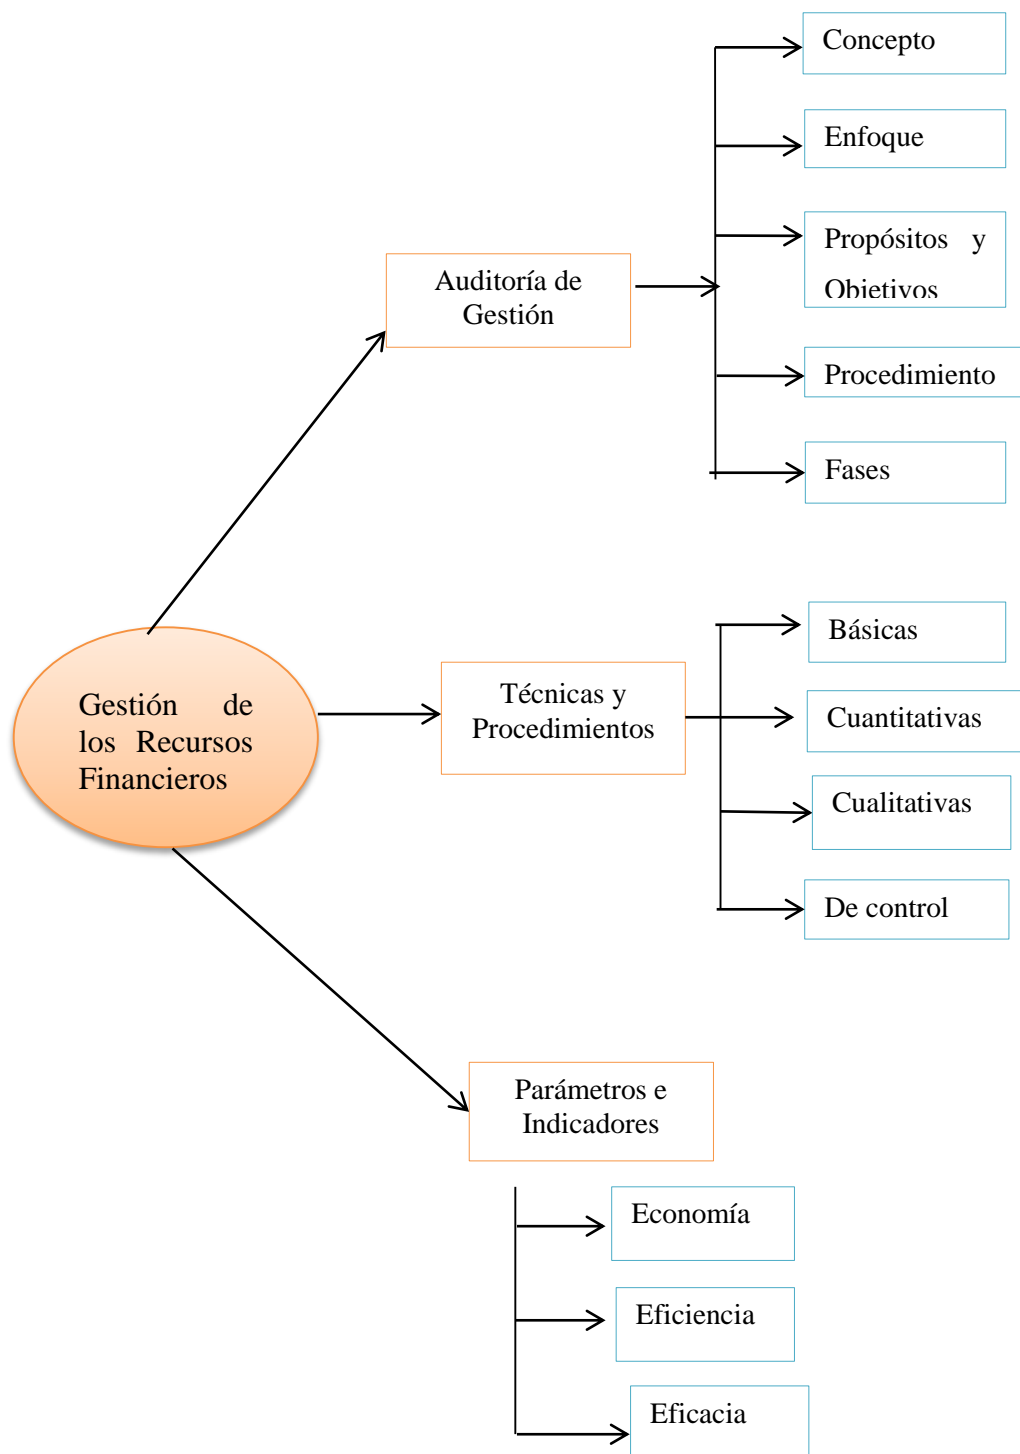 Concepto
Enfoque
Propósitos y
Objetivos
Auditoría de
Gestión
Procedimiento
Fases
Básicas
Técnicas y
Procedimientos
Cuantitativas
Gestión de
los Recursos
Financieros
Cualitativas
De control
Parámetros e
Indicadores
Economía
Eficiencia
Eficacia